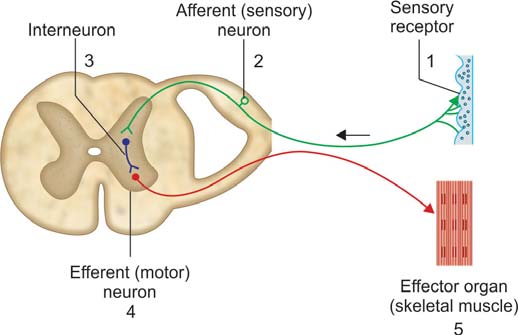 Interneuron
3
Afferent (sensory)
neuron
2
Sensory
receptor
1
Efferent (motor)
neuron
4
Effector organ
(skeletal muscle)
5